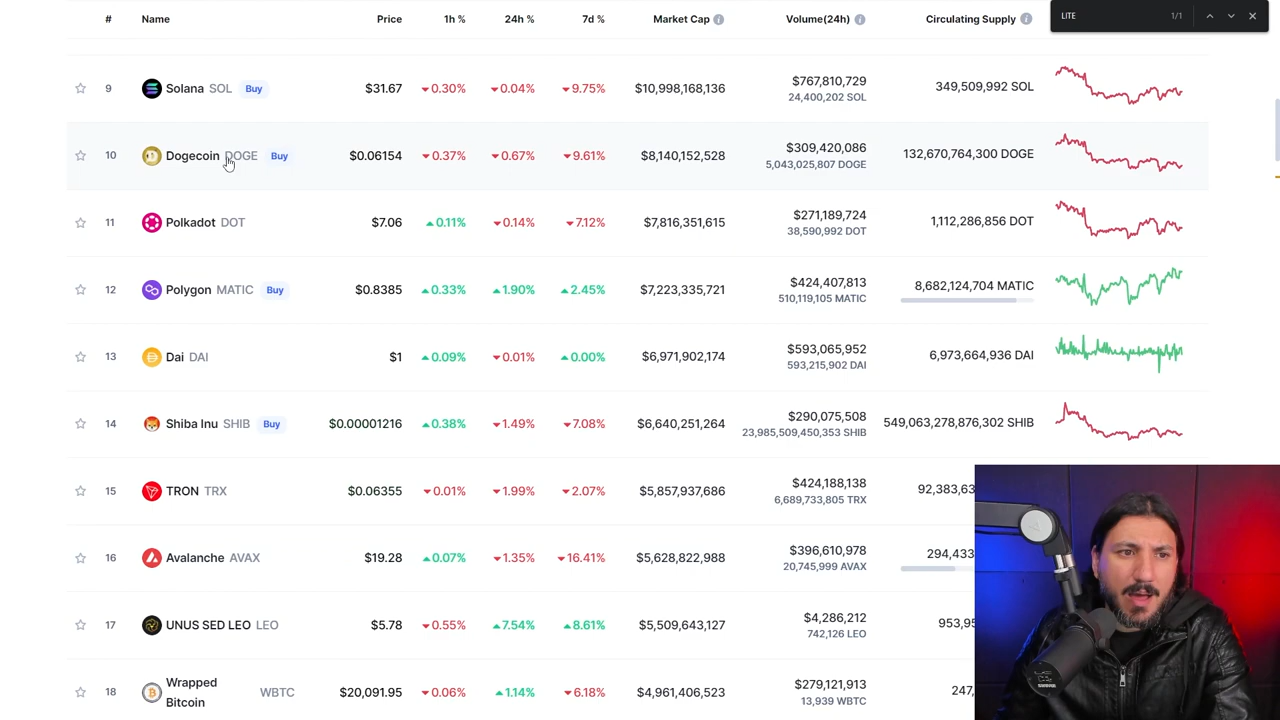 # Name Price 1h % 24h % 7d % Market Cap Volume(24h) Circulating Supply
LITE 1/1
9 Solana SOL Buy $31.67 0.30% 0.04% 9.75% $10,998,168,136 $767,810,729 349,509,992 SOL
24,400,202 SOL
10 Dogecoin DOGE Buy $0.06154 0.37% 0.67% 9.61% $8,140,152,528 $309,420,086 132,670,764,300 DOGE
5,043,025,807 DOGE
11 Polkadot DOT $7.06 0.11% 0.14% 7.12% $7,816,351,615 $271,189,724 1,112,286,856 DOT
38,590,992 DOT
12 Polygon MATIC Buy $0.8385 0.33% 1.90% 2.45% $7,223,335,721 $424,407,813 8,682,124,704 MATIC
510,119,105 MATIC
13 Dai DAI $1 0.09% 0.01% 0.00% $6,971,902,174 $593,065,952 6,973,664,936 DAI
593,215,902 DAI
14 Shiba Inu SHIB Buy $0.00001216 0.38% 1.49% 7.08% $6,640,251,264 $290,075,508 549,063,278,876,302 SHIB
23,985,509,450,353 SHIB
15 TRON TRX $0.06355 0.01% 1.99% 2.07% $5,857,937,686 $424,188,138 92,383,63
6,689,733,805 TRX
16 Avalanche AVAX $19.28 0.07% 1.35% 16.41% $5,628,822,988 $396,610,978 294,433
20,745,999 AVAX
17 UNUS SED LEO LEO $5.78 0.55% 7.54% 8.61% $5,509,643,127 $4,286,212 953,95
742,126 LEO
18 Wrapped Bitcoin WBTC $20,091.95 0.06% 1.14% 6.18% $4,961,406,523 $279,121,913 247,
13,939 WBTC